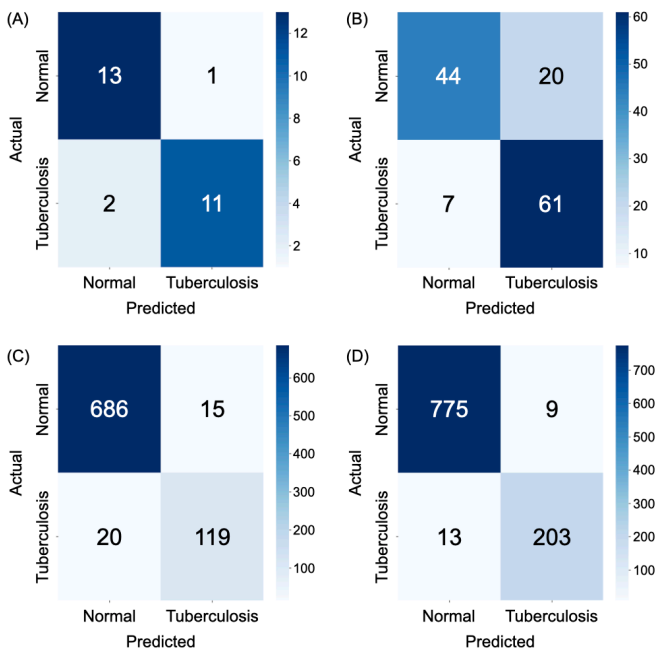 (A)
Actual
Normal
Tuberculosis
13
1
2
11
Normal
Tuberculosis
Predicted
12
10
8
6
4
2
(B)
Actual
Normal
Tuberculosis
44
20
7
61
Normal
Tuberculosis
Predicted
60
50
40
30
20
10
(C)
Actual
Normal
Tuberculosis
686
15
20
119
Normal
Tuberculosis
Predicted
600
500
400
300
200
100
(D)
Actual
Normal
Tuberculosis
775
9
13
203
Normal
Tuberculosis
Predicted
700
600
500
400
300
200
100